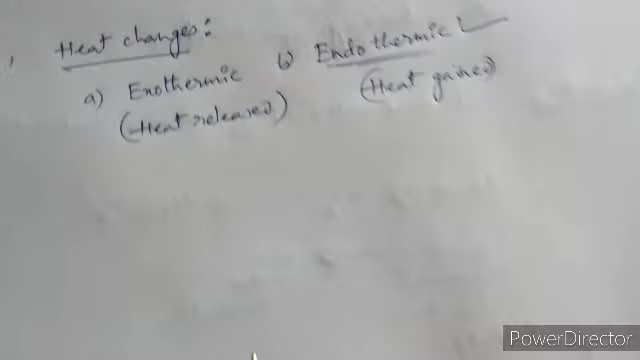 Heat changes:
a) Exothermic b) Endothermic
(Heat released) (Heat gained)
PowerDirector